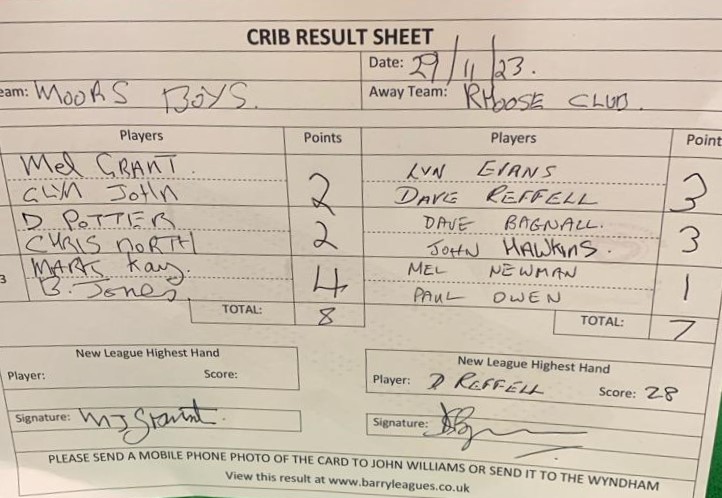 CRIB RESULT SHEET
Date: 29/11/23.
eam: MOORS BOYS. Away Team: RHOOSE CLUB.
Players Points Players Point
Mel GRANT. LYN EVANS
GLYN JOHN 2 DAVE REFFELL 3
D POTTER DAVE BAGNALL.
CHRIS NORTH 2 JOHN HAWKINS. 3
MARK Kay. MEL NEWMAN
3 B. Jones 4 PAUL OWEN 1
TOTAL: 8 TOTAL: 7
New League Highest Hand New League Highest Hand
Player: Score: Player: D REFFELL Score: 28
Signature: Signature:
PLEASE SEND A MOBILE PHONE PHOTO OF THE CARD TO JOHN WILLIAMS OR SEND IT TO THE WYNDHAM
View this result at www.barryleagues.co.uk